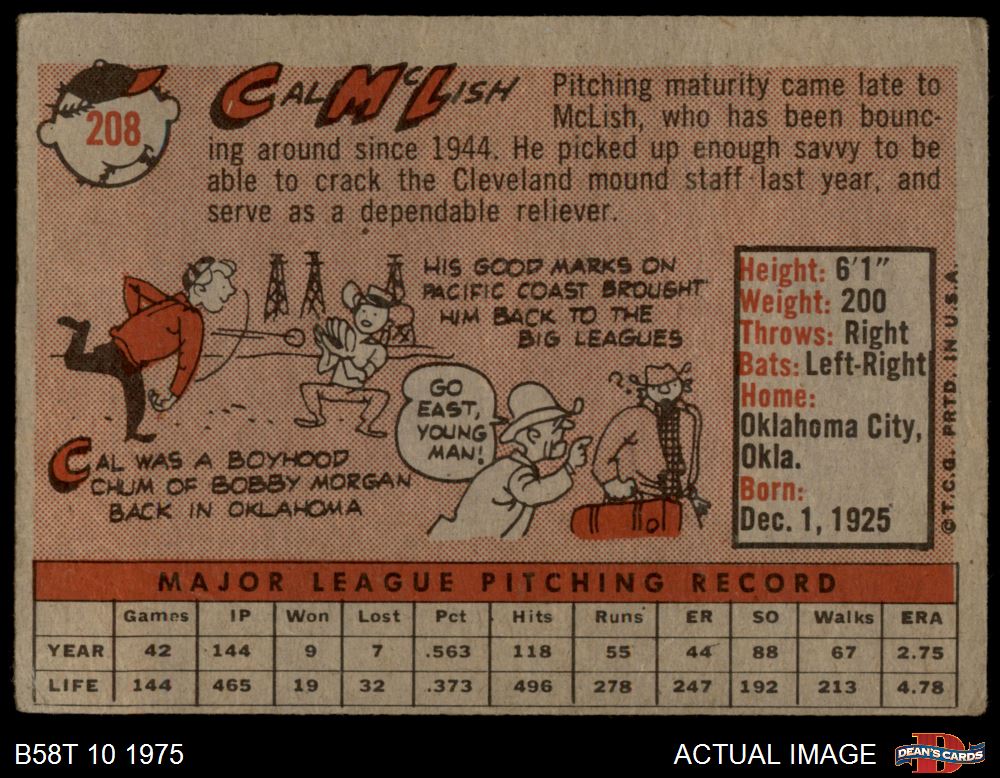 208
CAL McLISH
Pitching maturity came late to
McLish, who has been bounc-
ing around since 1944. He picked up enough savvy to be
able to crack the Cleveland mound staff last year, and
serve as a dependable reliever.
HIS GOOD MARKS ON
PACIFIC COAST BROUGHT
HIM BACK TO THE
BIG LEAGUES
GO
EAST,
YOUNG
MAN!
CAL WAS A BOYHOOD
CHUM OF BOBBY MORGAN
BACK IN OKLAHOMA
Height: 6'1"
Weight: 200
Throws: Right
Bats: Left-Right
Home:
Oklahoma City,
Okla.
Born:
Dec. 1, 1925
© T.C.G. PRTD. IN U.S.A.
MAJOR LEAGUE PITCHING RECORD
Games IP Won Lost Pct Hits Runs ER SO Walks ERA
YEAR 42 144 9 7 .563 118 55 44 88 67 2.75
LIFE 144 465 19 32 .373 496 278 247 192 213 4.78
B58T 10 1975
ACTUAL IMAGE
DEAN'S CARDS